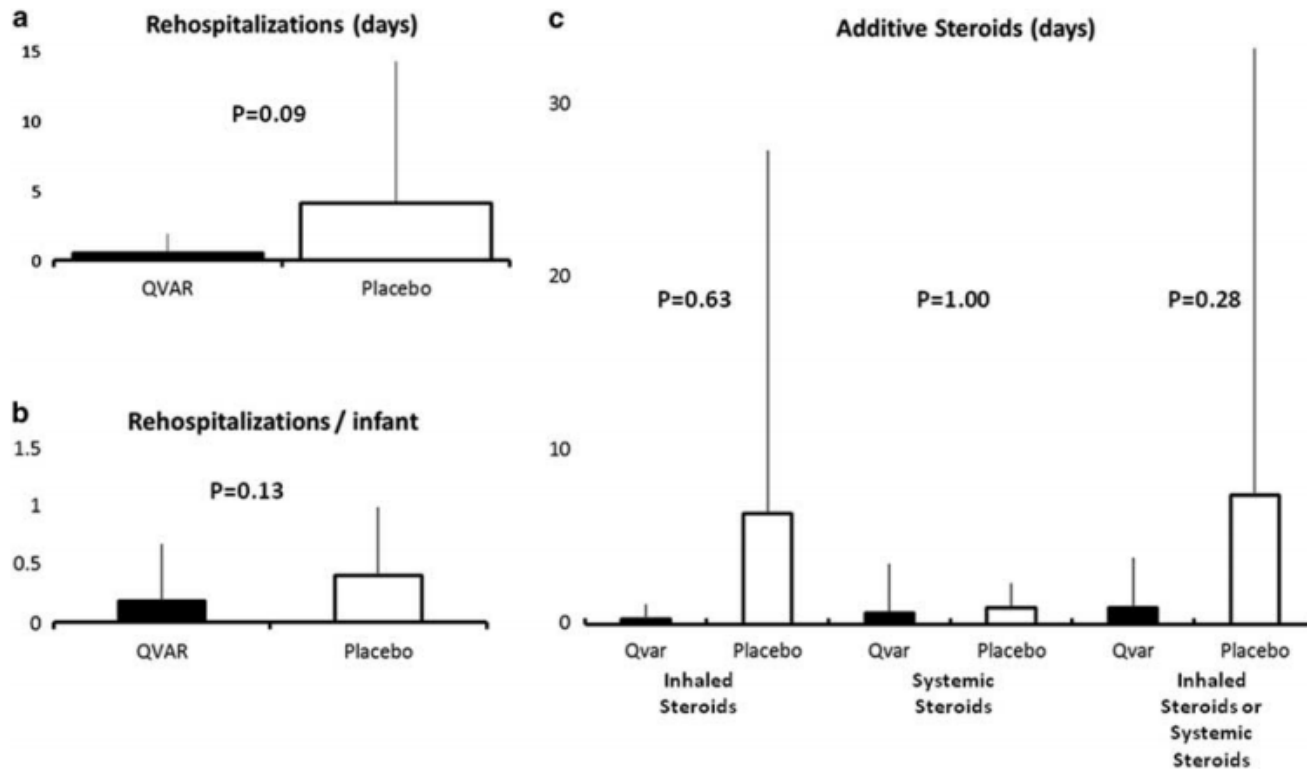 a
Rehospitalizations (days)
15
10
5
0
P=0.09
QVAR Placebo
b
Rehospitalizations / infant
1.5
1
0.5
0
P=0.13
QVAR Placebo
c
Additive Steroids (days)
30
20
10
0
P=0.63 P=1.00 P=0.28
Qvar Placebo Qvar Placebo Qvar Placebo
Inhaled
Steroids
Systemic
Steroids
Inhaled
Steroids or
Systemic
Steroids